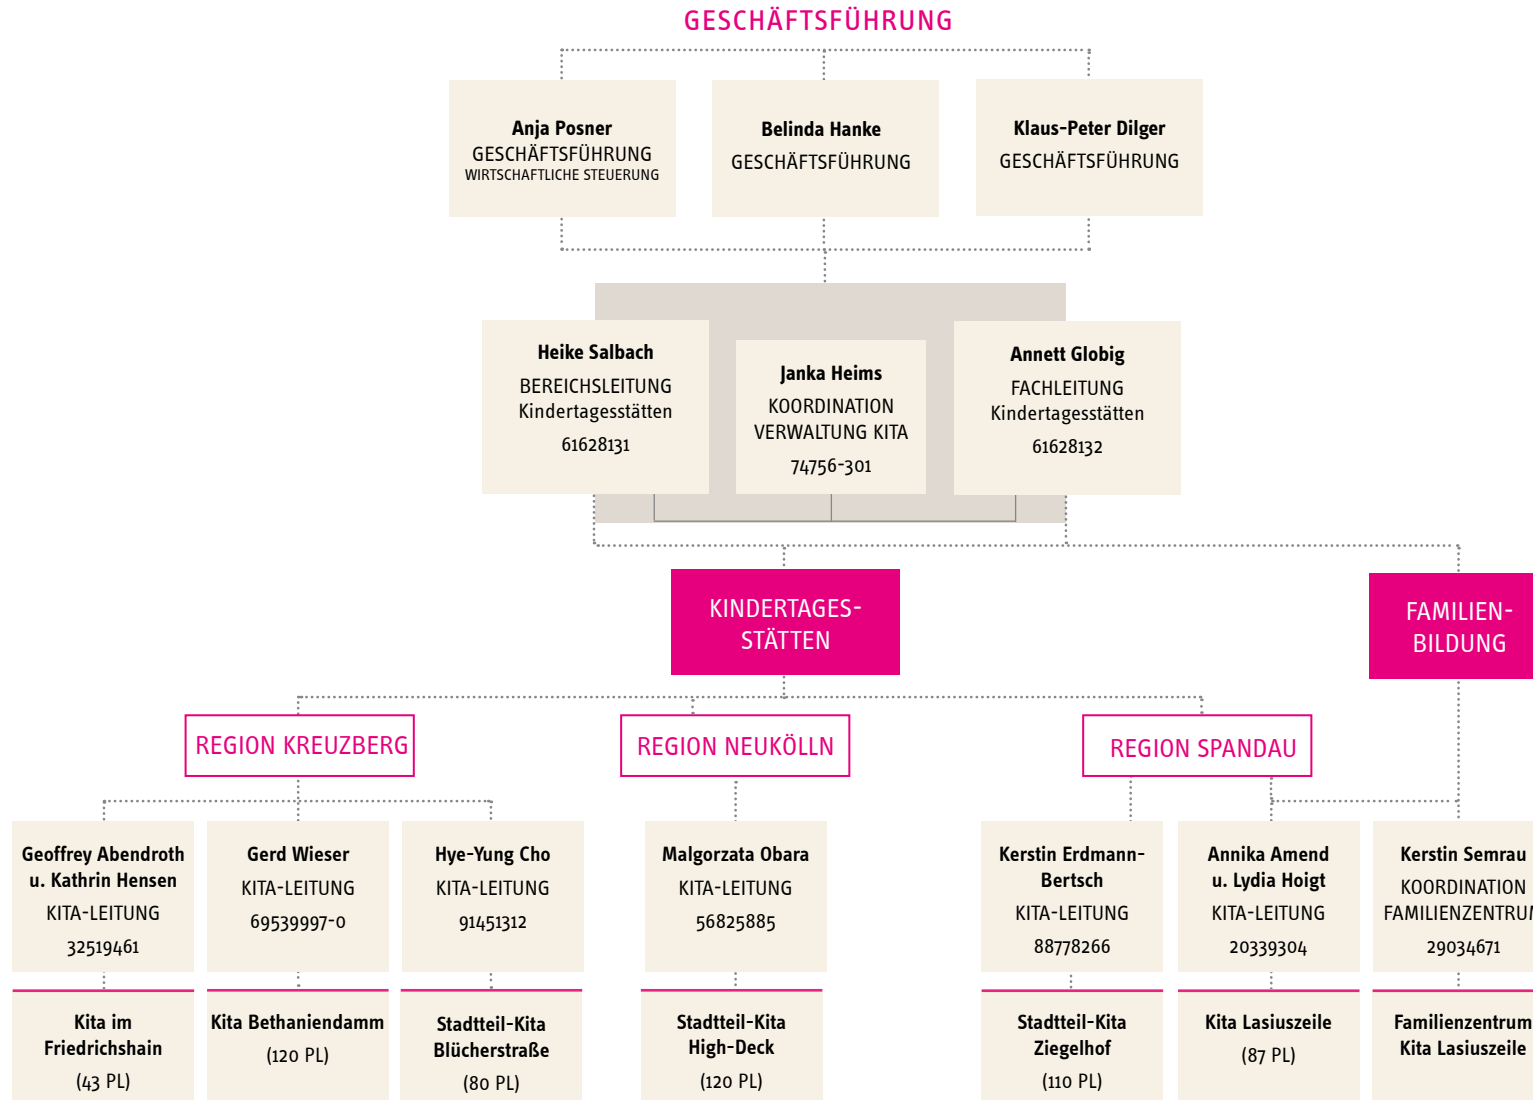 GESCHÄFTSFÜHRUNG
Anja Posner
GESCHÄFTSFÜHRUNG
WIRTSCHAFTLICHE STEUERUNG
Belinda Hanke
GESCHÄFTSFÜHRUNG
Klaus-Peter Dilger
GESCHÄFTSFÜHRUNG
Heike Salbach
BEREICHSLEITUNG
Kindertagesstätten
61628131
Janka Heims
KOORDINATION
VERWALTUNG KITA
74756-301
Annett Globig
FACHLEITUNG
Kindertagesstätten
61628132
KINDERTAGES-
STÄTTEN
FAMILIEN-
BILDUNG
REGION KREUZBERG
REGION NEUKÖLLN
REGION SPANDAU
Geoffrey Abendroth
u. Kathrin Hensen
KITA-LEITUNG
32519461
Gerd Wieser
KITA-LEITUNG
69539997-0
Hye-Yung Cho
KITA-LEITUNG
91451312
Malgorzata Obara
KITA-LEITUNG
56825885
Kerstin Erdmann-
Bertsch
KITA-LEITUNG
88778266
Annika Amend
u. Lydia Hoigt
KITA-LEITUNG
20339304
Kerstin Semrau
KOORDINATION
FAMILIENZENTRUM
29034671
Kita im
Friedrichshain
(43 PL)
Kita Bethaniendamm
(120 PL)
Stadtteil-Kita
Blücherstraße
(80 PL)
Stadtteil-Kita
High-Deck
(120 PL)
Stadtteil-Kita
Ziegelhof
(110 PL)
Kita Lasiuszeile
(87 PL)
Familienzentrum
Kita Lasiuszeile